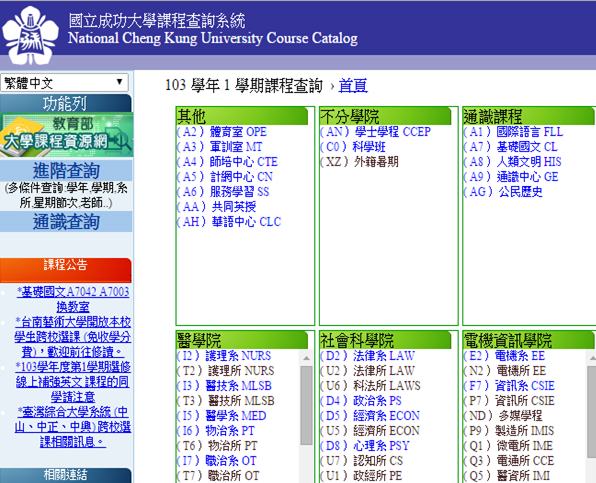 國立成功大學課程查詢系統
National Cheng Kung University Course Catalog
繁體中文
功能列
教育部
大學課程資源網
進階查詢
(多條件查詢:學年,學期,系
所,星期節次,老師..)
通識查詢
課程公告
*基礎國文A7042 A7003
換教室
*台南藝術大學開放本校
學生跨校選課 (免收學分
費)，歡迎前往修讀。
*103學年度第1學期選修
線上補強英文 課程的同
學請注意
*臺灣綜合大學系統 (中
山、中正、中興) 跨校選
課相關訊息。
相關連結
103 學年 1 學期課程查詢 › 首頁
其他
( A2 ) 體育室 OPE
( A3 ) 軍訓室 MT
( A4 ) 師培中心 CTE
( A5 ) 計網中心 CN
( A6 ) 服務學習 SS
( AA ) 共同英授
( AH ) 華語中心 CLC
不分學院
( AN ) 學士學程 CCEP
( C0 ) 科學班
( XZ ) 外籍暑期
通識課程
( A1 ) 國際語言 FLL
( A7 ) 基礎國文 CL
( A8 ) 人類文明 HIS
( A9 ) 通識中心 GE
( AG ) 公民歷史
醫學院
( I2 ) 護理系 NURS
( T2 ) 護理所 NURS
( I3 ) 醫技系 MLSB
( T3 ) 醫技所 MLSB
( I5 ) 醫學系 MED
( I6 ) 物治系 PT
( T6 ) 物治所 PT
( I7 ) 職治系 OT
( T7 ) 職治所 OT
社會科學院
( D2 ) 法律系 LAW
( U2 ) 法律所 LAW
( U6 ) 科法所 LAWS
( D4 ) 政治系 PS
( D5 ) 經濟系 ECON
( U5 ) 經濟所 ECON
( D8 ) 心理系 PSY
( U7 ) 認知所 CS
( U1 ) 政經所 PE
電機資訊學院
( E2 ) 電機系 EE
( N2 ) 電機所 EE
( F7 ) 資訊系 CSIE
( P7 ) 資訊所 CSIE
( ND ) 多媒學程
( P9 ) 製造所 IMIS
( Q1 ) 微電所 IME
( Q3 ) 電通所 CCE
( Q5 ) 醫資所 IMI